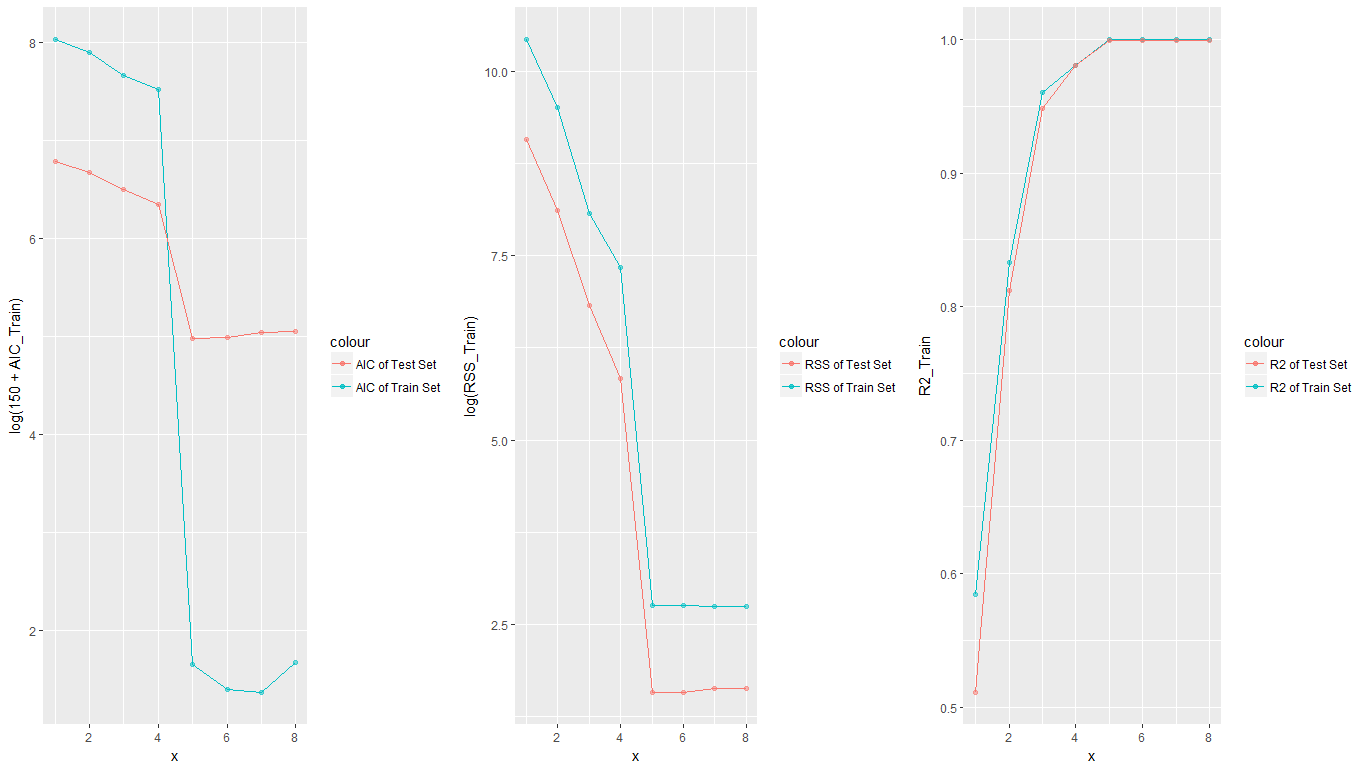 log(150 + AIC_Train)
8
6
4
2
2
4
6
8
x
colour
AIC of Test Set
AIC of Train Set
log(RSS_Train)
10.0
7.5
5.0
2.5
2
4
6
8
x
colour
RSS of Test Set
RSS of Train Set
R2_Train
1.0
0.9
0.8
0.7
0.6
0.5
2
4
6
8
x
colour
R2 of Test Set
R2 of Train Set